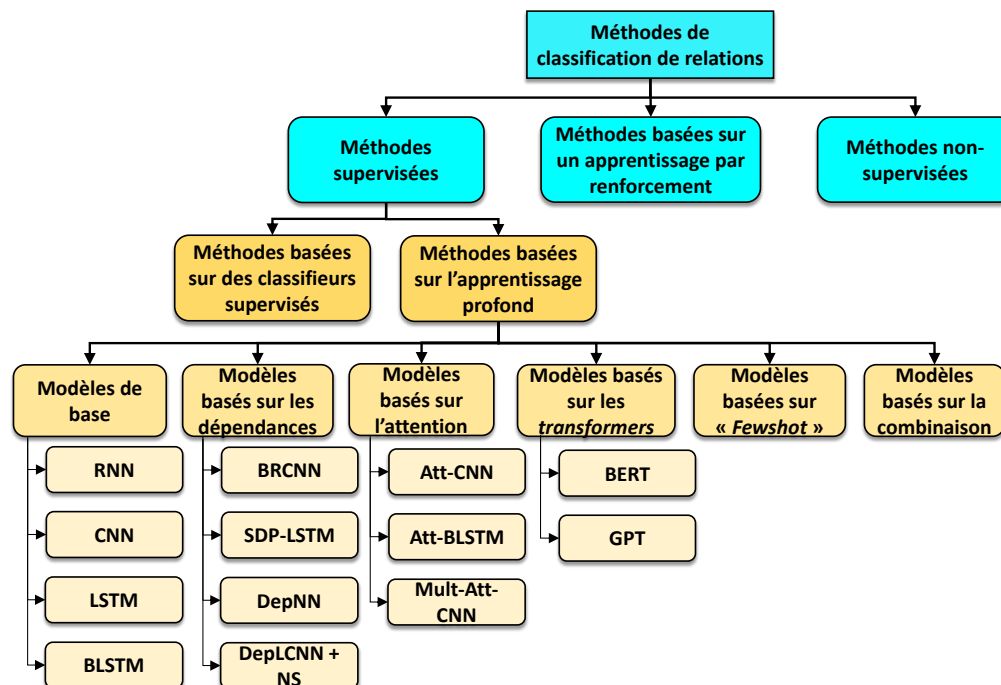 Méthodes de
classification de relations
Méthodes
supervisées
Méthodes basées sur
un apprentissage par
renforcement
Méthodes non-
supervisées
Méthodes basées
sur des classifieurs
supervisés
Méthodes basées
sur l'apprentissage
profond
Modèles de
base
Modèles
basés sur les
dépendances
Modèles
basés sur
l'attention
Modèles basés
sur les
transformers
Modèles
basées sur
« Fewshot »
Modèles
basés sur la
combinaison
RNN
CNN
LSTM
BLSTM
BRCNN
SDP-LSTM
DepNN
DepLCNN +
NS
Att-CNN
Att-BLSTM
Mult-Att-
CNN
BERT
GPT